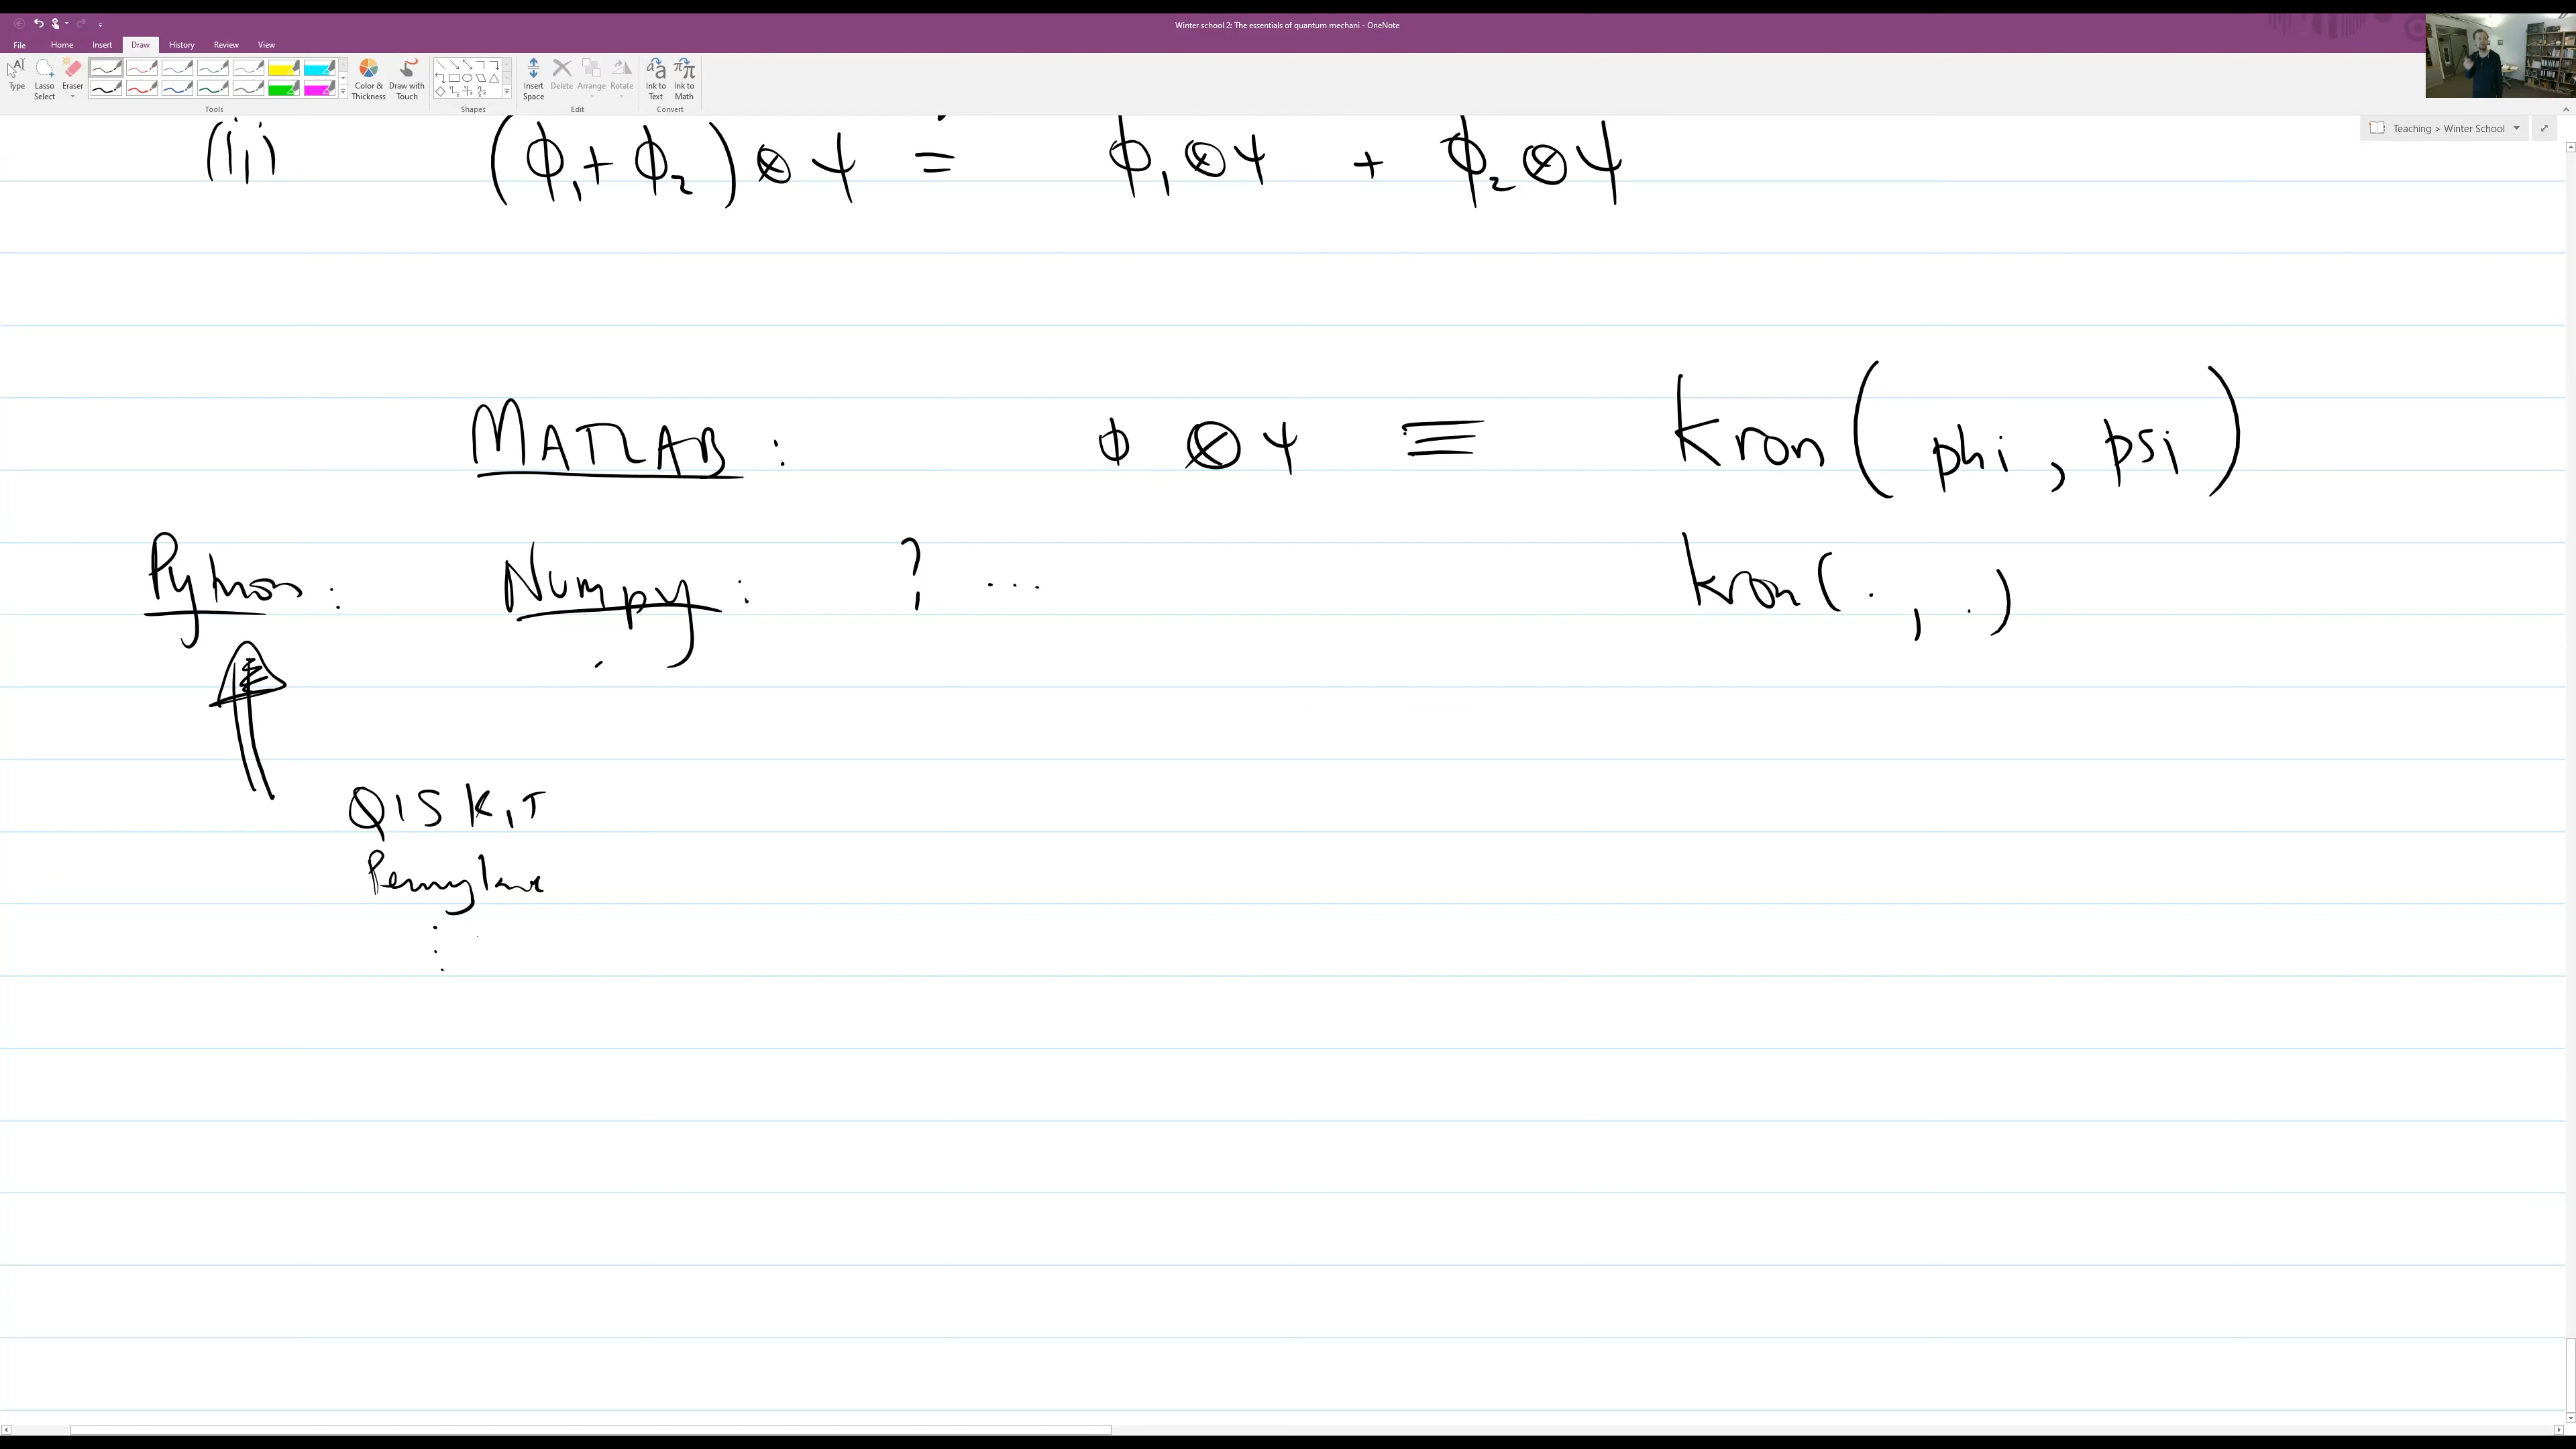 Winter school 2: The essentials of quantum mechani - OneNote
File Home Insert Draw History Review View
Type Lasso Select Eraser Color & Thickness Draw with Touch Insert Space Delete Arrange Rotate Ink to Text Ink to Math
Tools Shapes Edit Convert
Teaching > Winter School
(iii) (ϕ₁ + ϕ₂) ⊗ ψ = ϕ₁ ⊗ ψ + ϕ₂ ⊗ ψ
MATLAB: ϕ ⊗ ψ ≡ kron(phi, psi)
Python: Numpy: ? ... kron(·, ·)
QISKIT
Pennylane
⋮